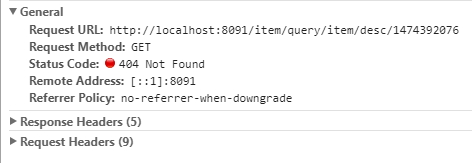 General
Request URL: http://localhost:8091/item/query/item/desc/1474392076
Request Method: GET
Status Code: 404 Not Found
Remote Address: [::1]:8091
Referrer Policy: no-referrer-when-downgrade
Response Headers (5)
Request Headers (9)